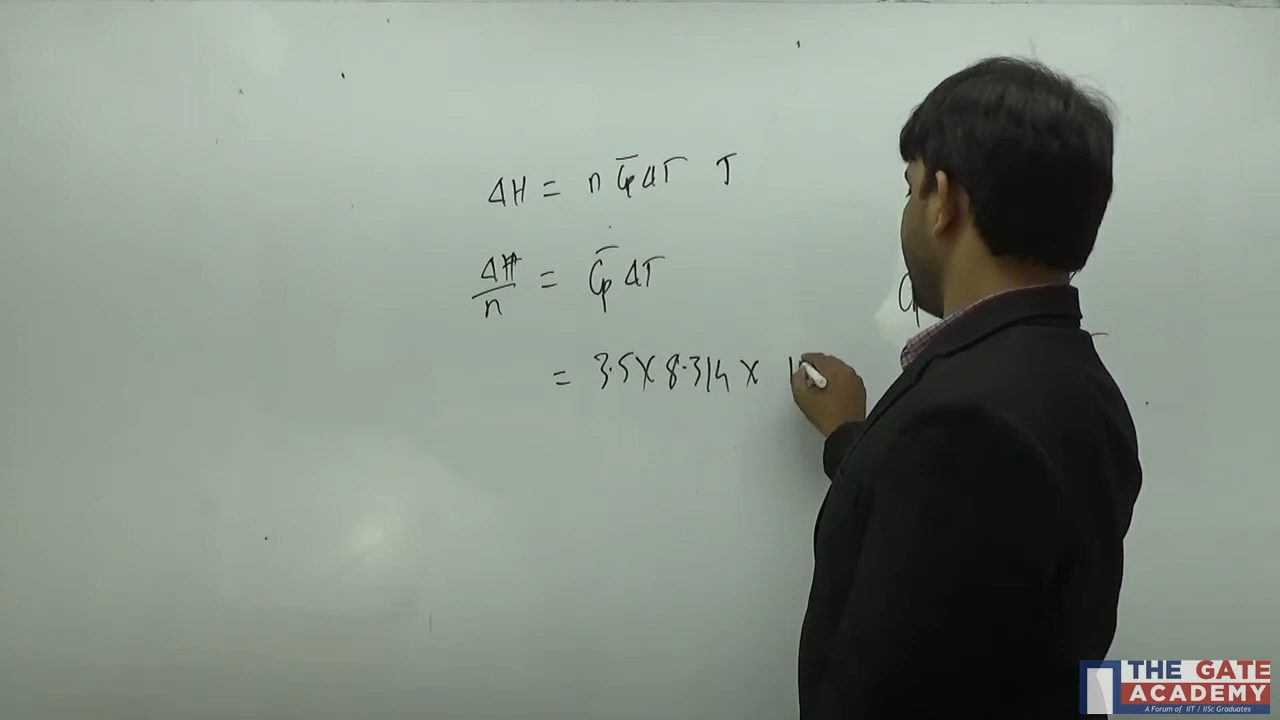 ΔH = n C̄p ΔT J
ΔH/n = C̄p ΔT
= 3.5 X 8.314 X
THE GATE
ACADEMY
A Forum of IIT / IISc Graduates